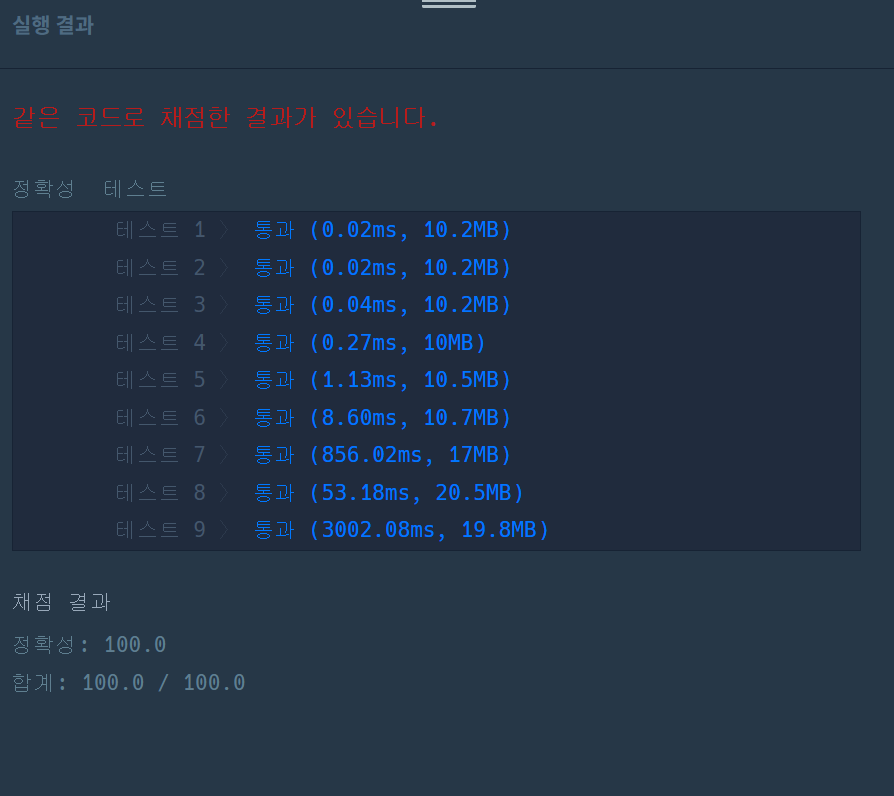 실행 결과
같은 코드로 채점한 결과가 있습니다.
정확성 테스트
테스트 1 〉 통과 (0.02ms, 10.2MB)
테스트 2 〉 통과 (0.02ms, 10.2MB)
테스트 3 〉 통과 (0.04ms, 10.2MB)
테스트 4 〉 통과 (0.27ms, 10MB)
테스트 5 〉 통과 (1.13ms, 10.5MB)
테스트 6 〉 통과 (8.60ms, 10.7MB)
테스트 7 〉 통과 (856.02ms, 17MB)
테스트 8 〉 통과 (53.18ms, 20.5MB)
테스트 9 〉 통과 (3002.08ms, 19.8MB)
채점 결과
정확성: 100.0
합계: 100.0 / 100.0